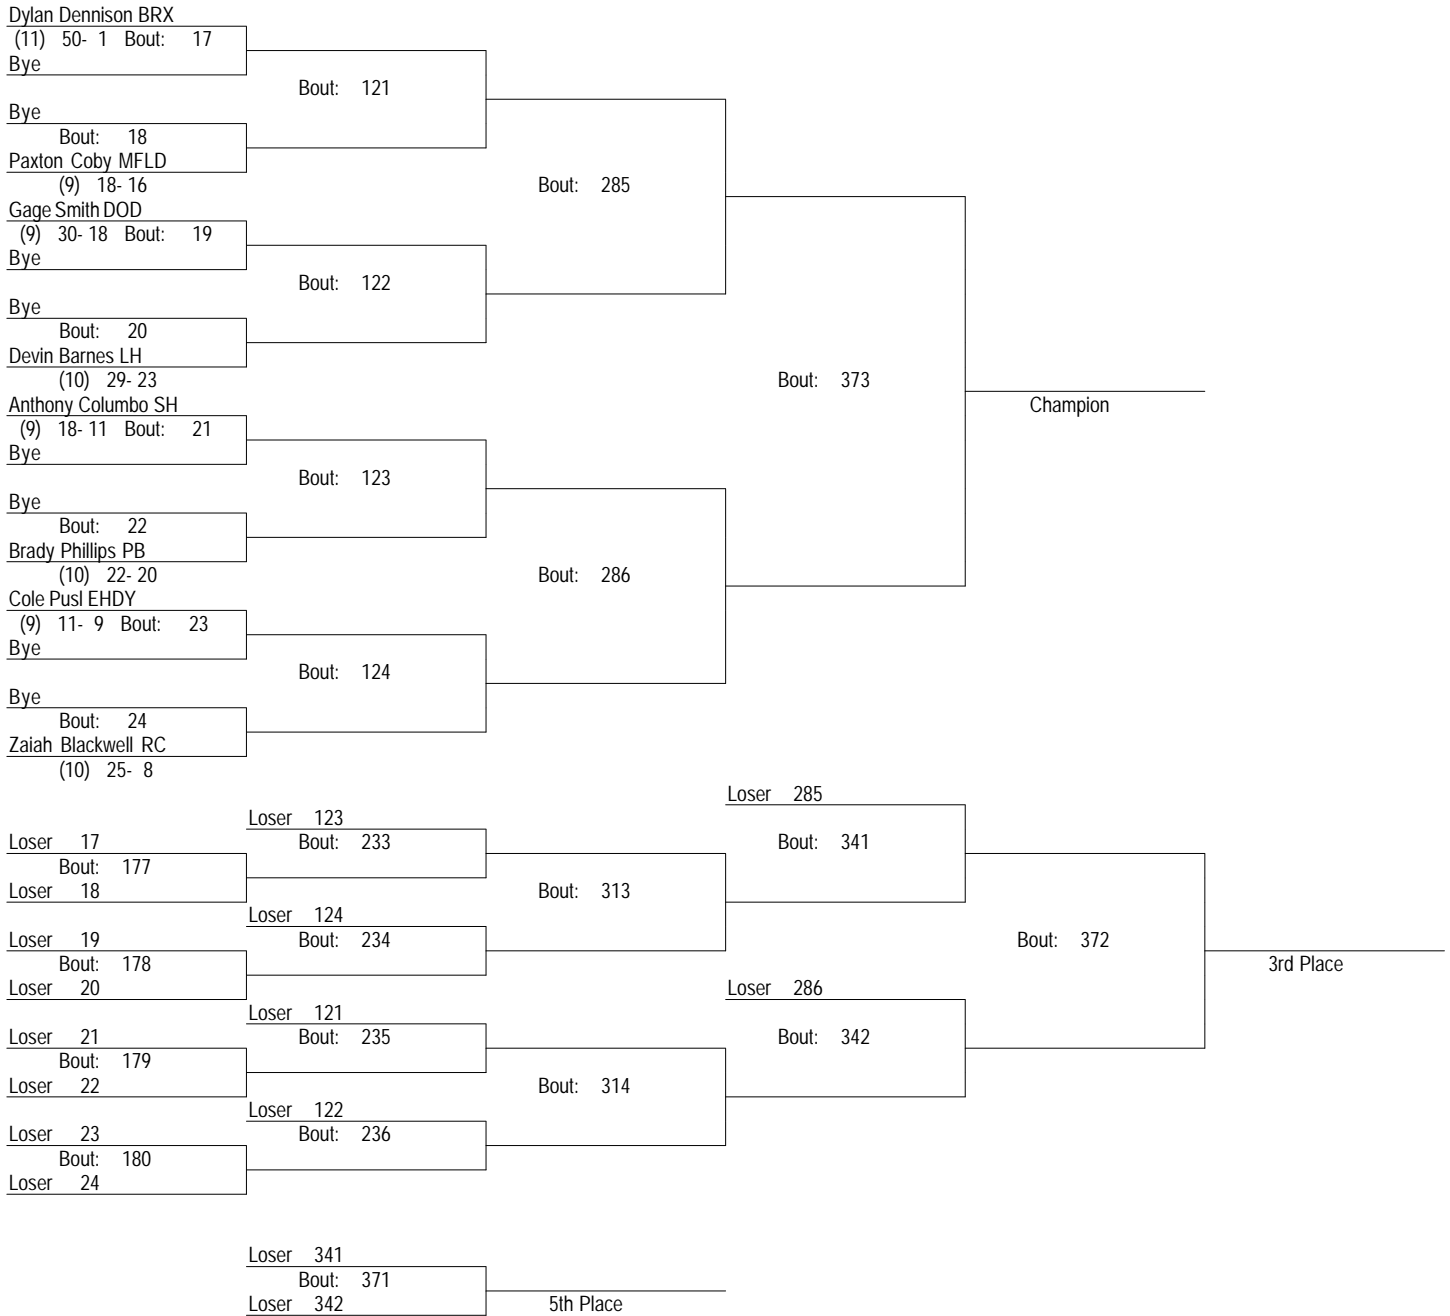 Dylan Dennison BRX
(11) 50- 1 Bout: 17
Bye
Bout: 121
Bye
Bout: 18
Paxton Coby MFLD
(9) 18- 16
Bout: 285
Gage Smith DOD
(9) 30- 18 Bout: 19
Bye
Bout: 122
Bye
Bout: 20
Devin Barnes LH
(10) 29- 23
Bout: 373
Champion
Anthony Columbo SH
(9) 18- 11 Bout: 21
Bye
Bout: 123
Bye
Bout: 22
Brady Phillips PB
(10) 22- 20
Bout: 286
Cole Pusl EHDY
(9) 11- 9 Bout: 23
Bye
Bout: 124
Bye
Bout: 24
Zaiah Blackwell RC
(10) 25- 8
Loser 285
Loser 123
Loser 17
Bout: 233
Bout: 341
Bout: 177
Loser 18
Bout: 313
Loser 124
Loser 19
Bout: 234
Bout: 372
Bout: 178
3rd Place
Loser 20
Loser 286
Loser 121
Loser 21
Bout: 235
Bout: 342
Bout: 179
Loser 22
Bout: 314
Loser 122
Loser 23
Bout: 236
Bout: 180
Loser 24
Loser 341
Bout: 371
Loser 342
5th Place